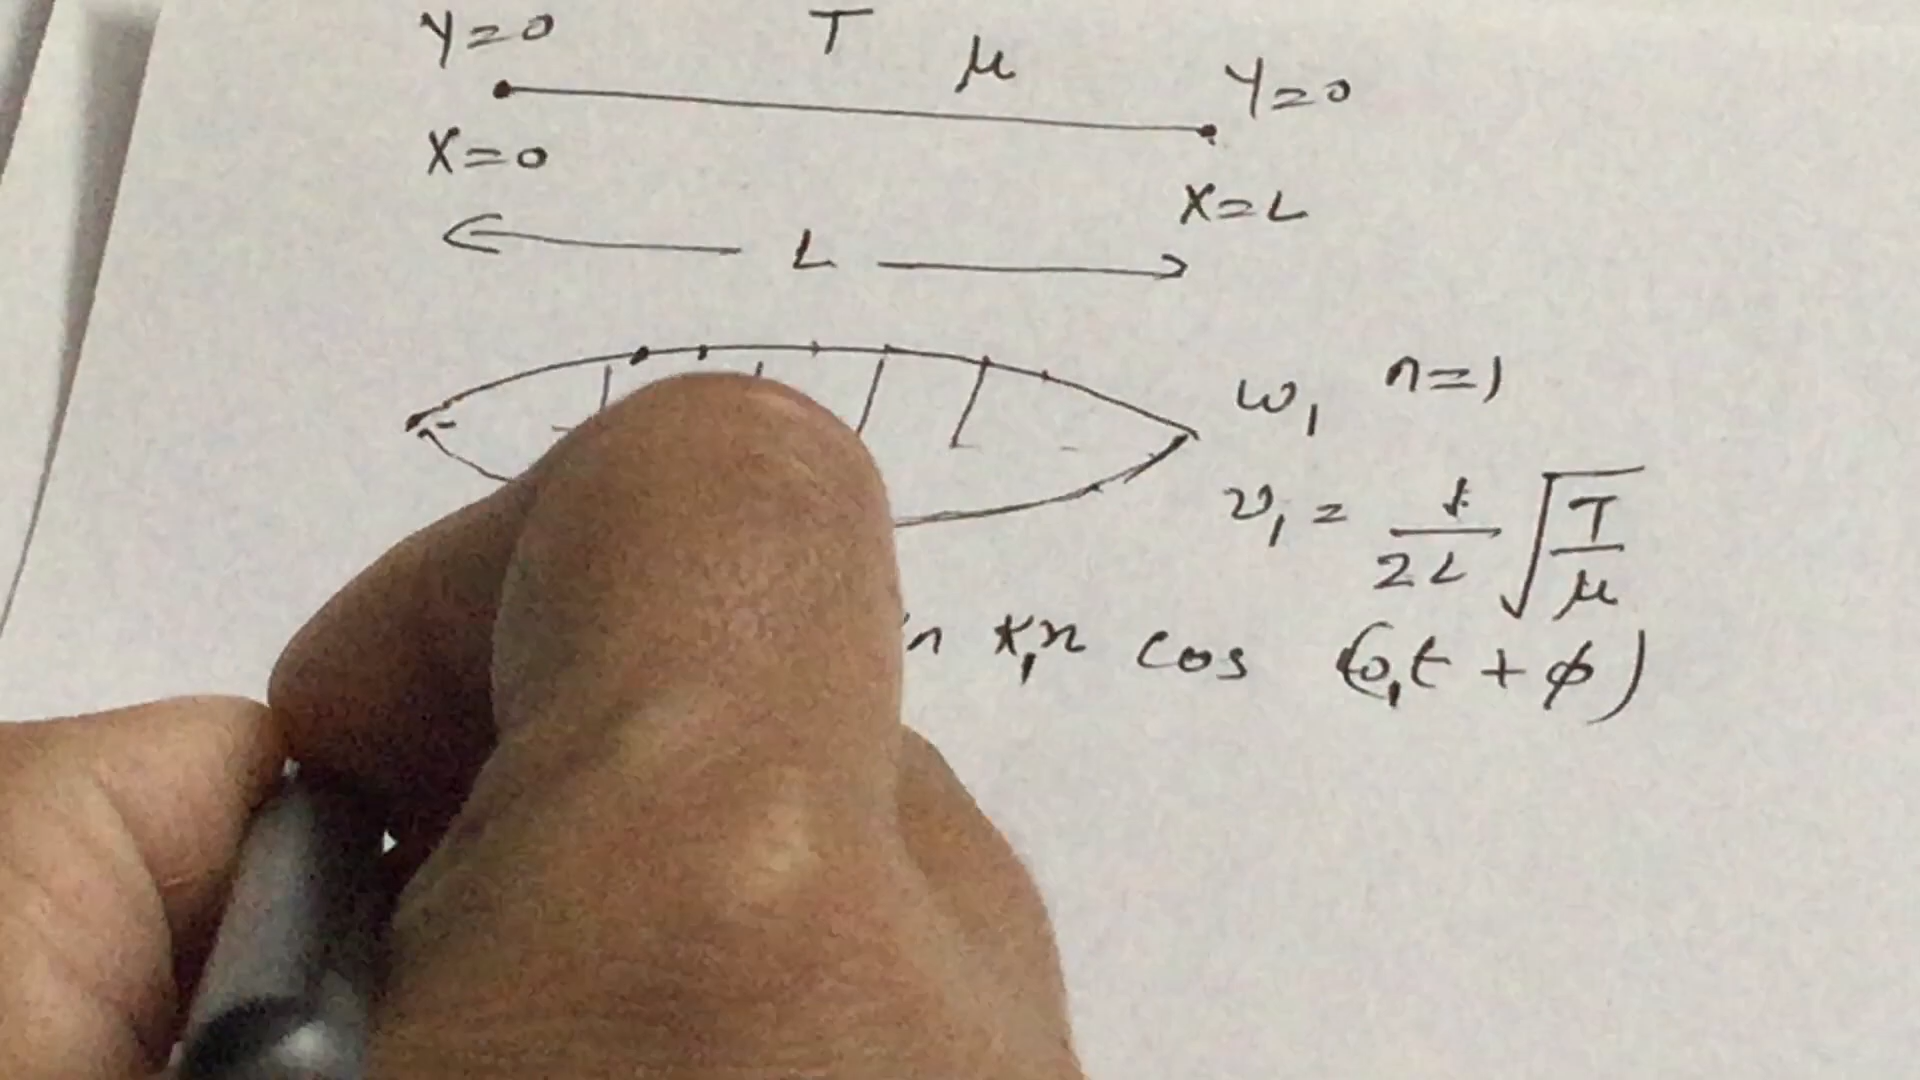 Y=0 T μ Y=0
X=0 X=L
L
ω₁ n=1
ν₁ = 1/2L √T/μ
n k₁x cos (ω₁t + φ)